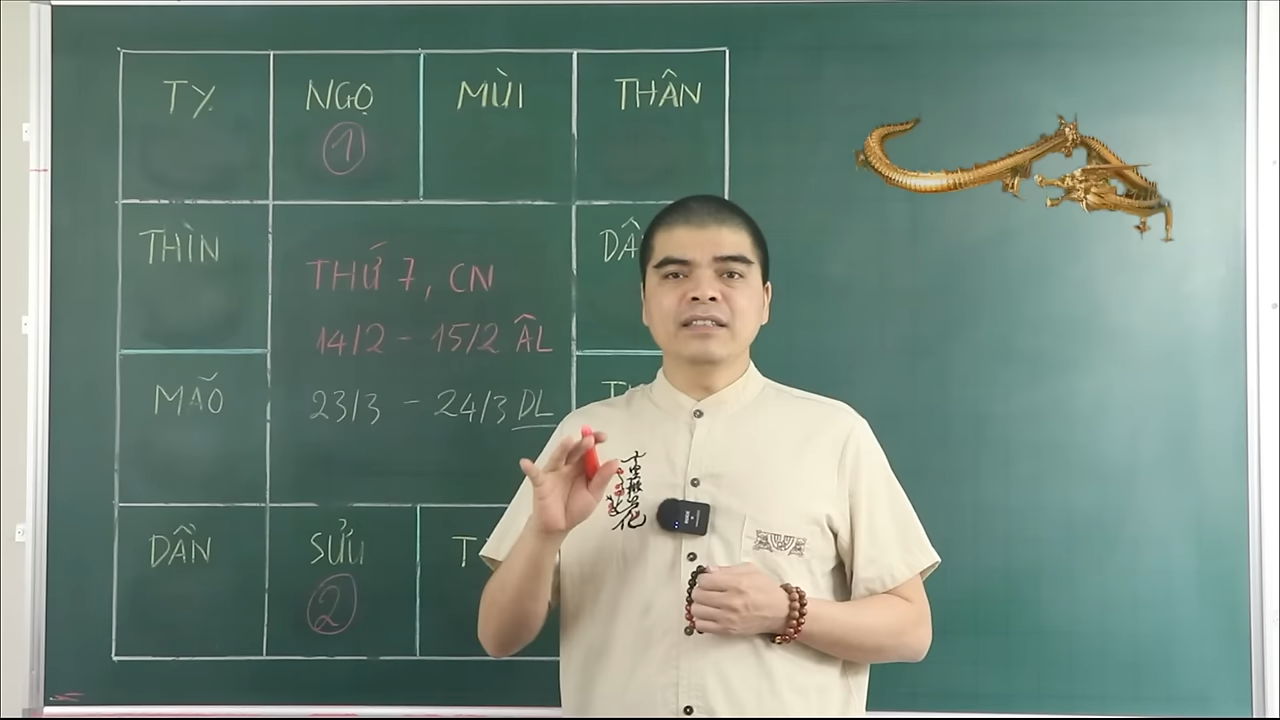 TỴ
NGỌ
MÙI
THÂN
1
THÌN
THỨ 7, CN
14/2 - 15/2 ÂL
23/3 - 24/3 DL
MÃO
DẦN
SỬU
2